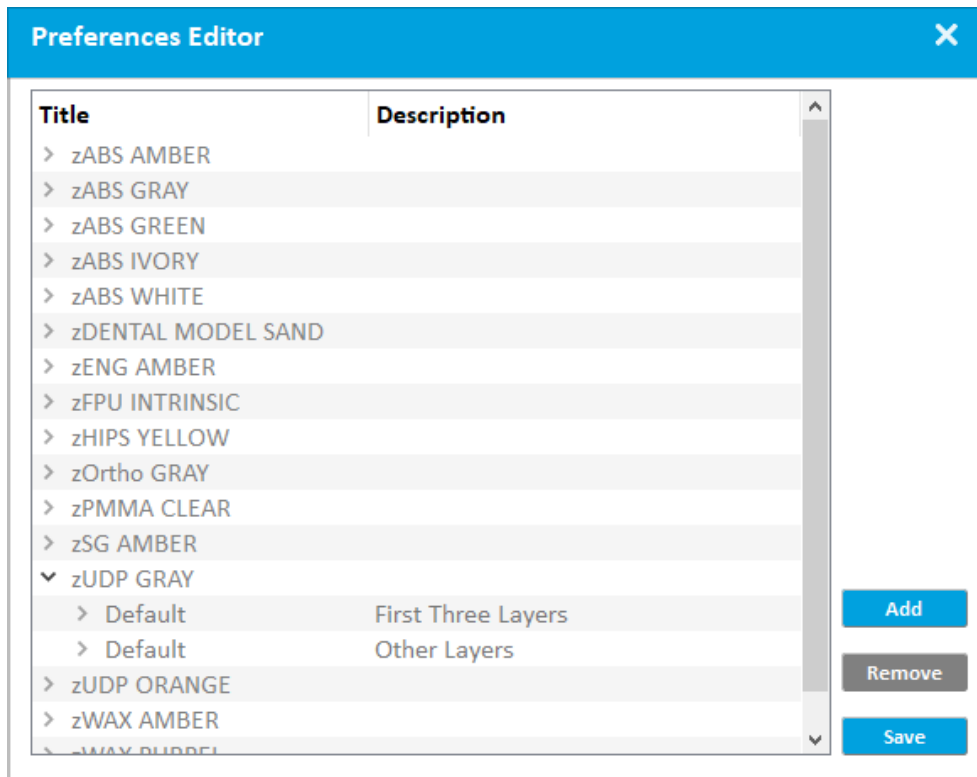 Preferences Editor
Title Description
zABS AMBER
zABS GRAY
zABS GREEN
zABS IVORY
zABS WHITE
zDENTAL MODEL SAND
zENG AMBER
zFPU INTRINSIC
zHIPS YELLOW
zOrtho GRAY
zPMMA CLEAR
zSG AMBER
zUDP GRAY
Default First Three Layers
Default Other Layers
zUDP ORANGE
zWAX AMBER
Add
Remove
Save